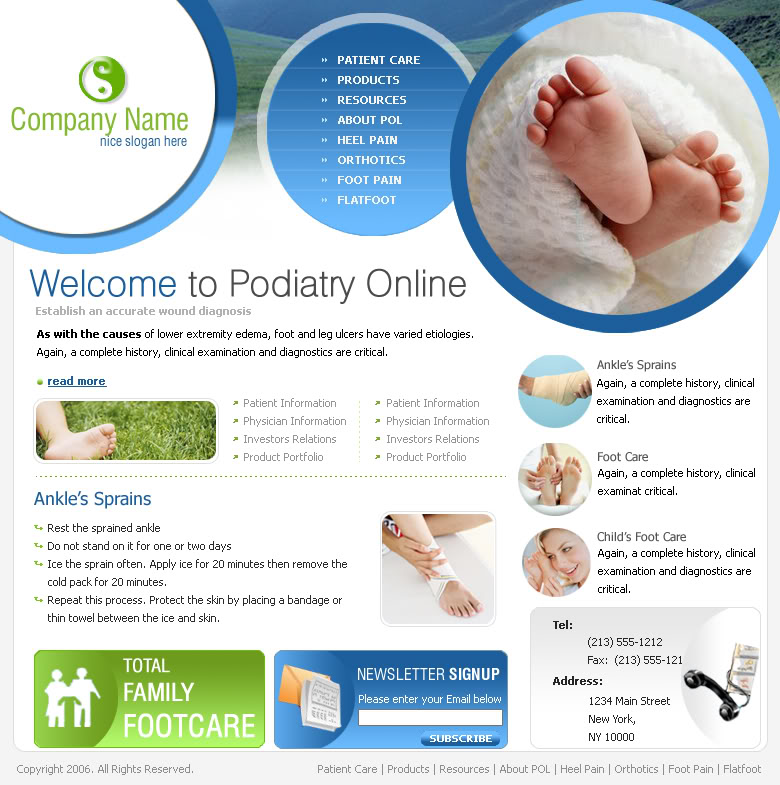 Company Name
nice slogan here
PATIENT CARE
PRODUCTS
RESOURCES
ABOUT POL
HEEL PAIN
ORTHOTICS
FOOT PAIN
FLATFOOT
Welcome to Podiatry Online
Establish an accurate wound diagnosis
As with the causes of lower extremity edema, foot and leg ulcers have varied etiologies.
Again, a complete history, clinical examination and diagnostics are critical.
read more
Patient Information
Physician Information
Investors Relations
Product Portfolio
Patient Information
Physician Information
Investors Relations
Product Portfolio
Ankle's Sprains
Rest the sprained ankle
Do not stand on it for one or two days
Ice the sprain often. Apply ice for 20 minutes then remove the
cold pack for 20 minutes.
Repeat this process. Protect the skin by placing a bandage or
thin towel between the ice and skin.
Ankle's Sprains
Again, a complete history, clinical
examination and diagnostics are
critical.
Foot Care
Again, a complete history, clinical
examinat critical.
Child's Foot Care
Again, a complete history, clinical
examination and diagnostics are
critical.
TOTAL
FAMILY
FOOTCARE
NEWSLETTER SIGNUP
Please enter your Email below
SUBSCRIBE
Tel:
(213) 555-1212
Fax: (213) 555-121
Address:
1234 Main Street
New York,
NY 10000
Copyright 2006. All Rights Reserved.
Patient Care | Products | Resources | About POL | Heel Pain | Orthotics | Foot Pain | Flatfoot